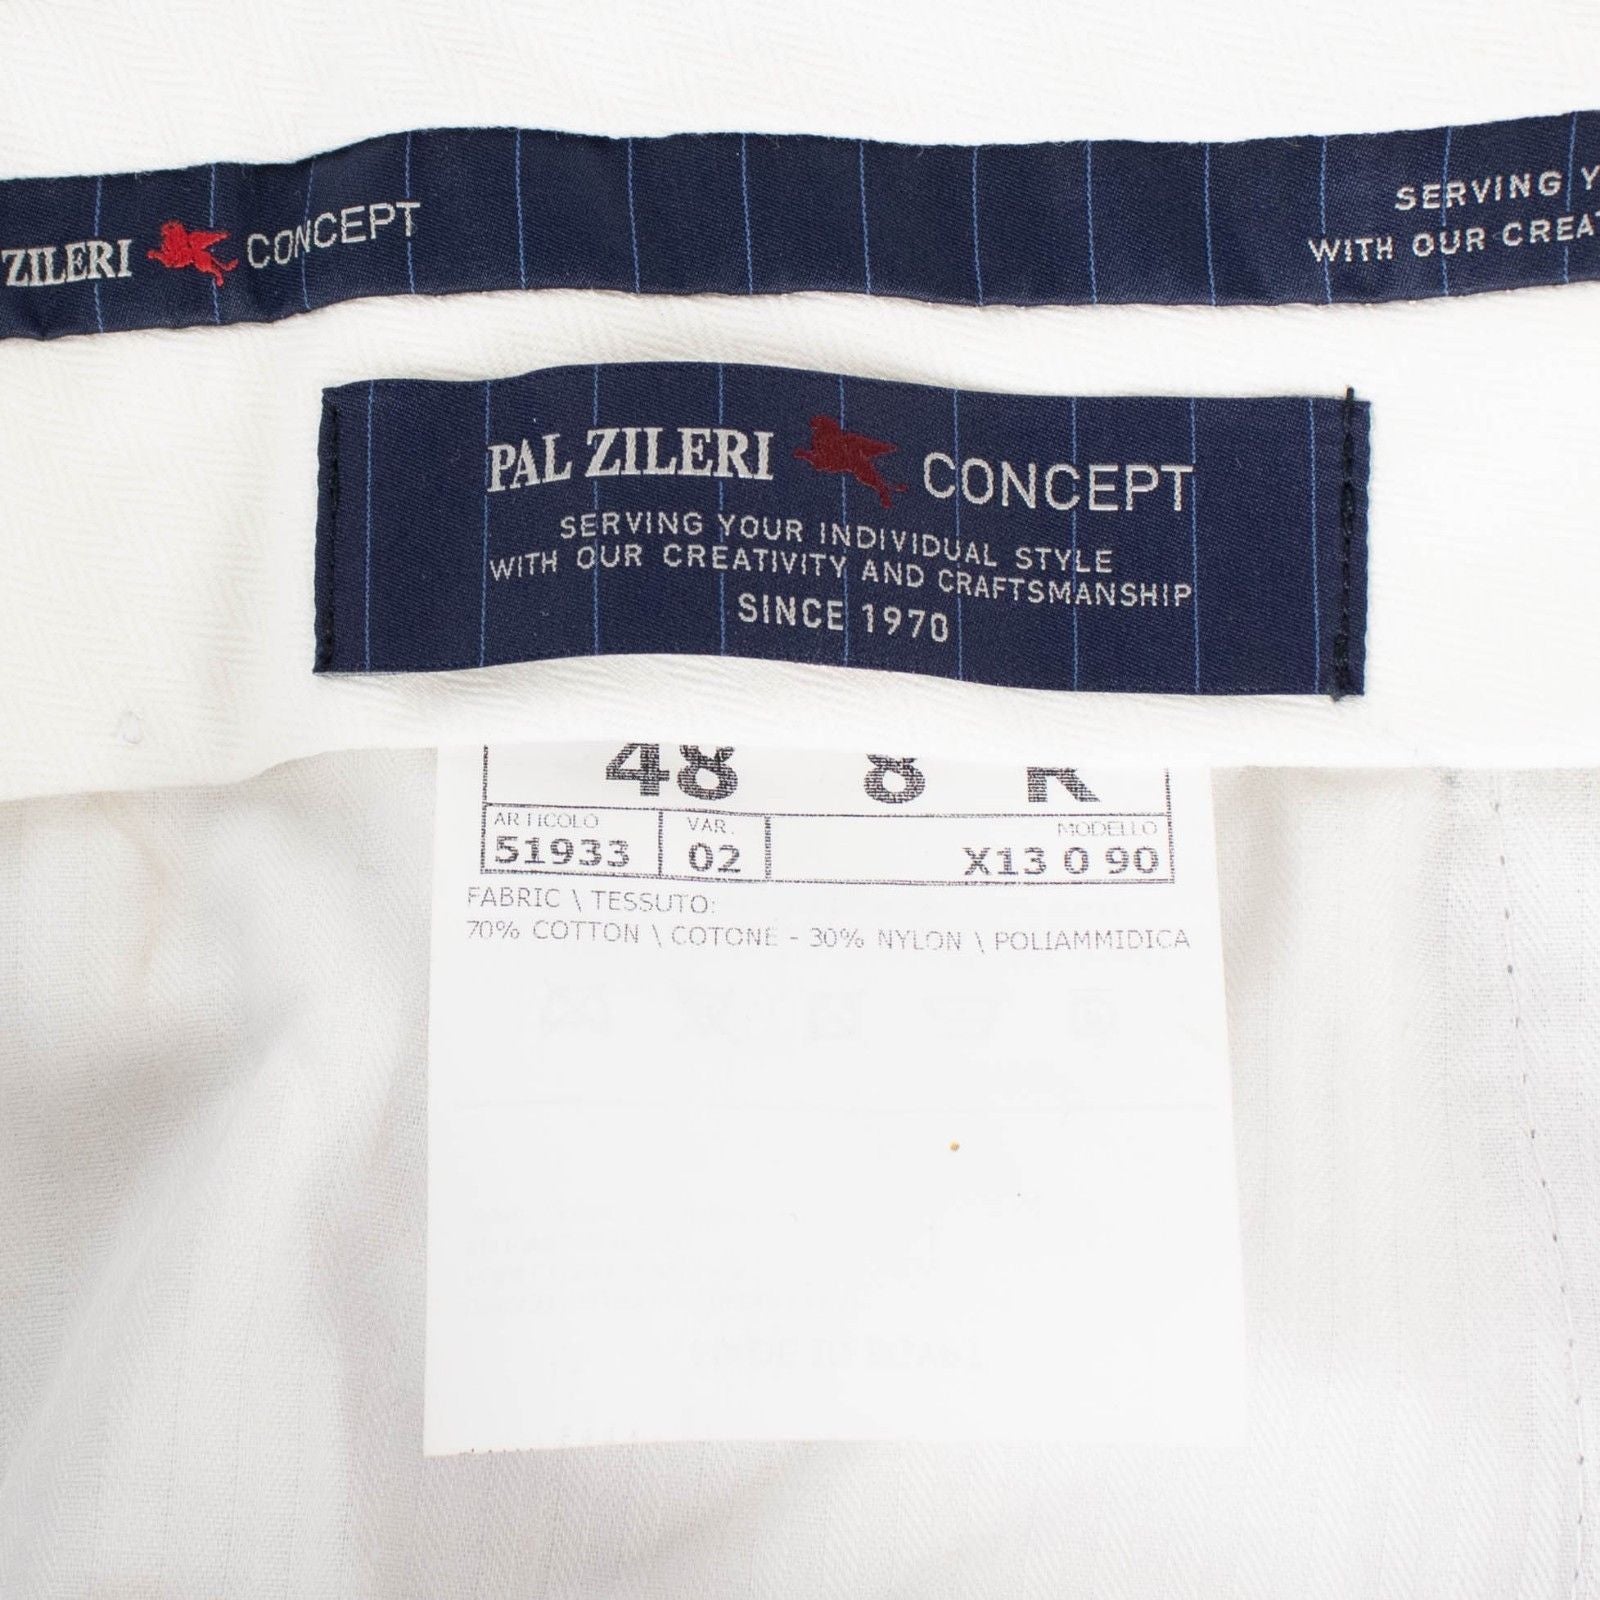 ZILERI CONCEPT
SERVING Y
WITH OUR CREAT
PAL ZILERI CONCEPT
SERVING YOUR INDIVIDUAL STYLE
WITH OUR CREATIVITY AND CRAFTSMANSHIP
SINCE 1970
48 8 R
ARTICOLO VAR. MODELLO
51933 02 X13 0 90
FABRIC \ TESSUTO:
70% COTTON \ COTONE - 30% NYLON \ POLIAMMIDICA